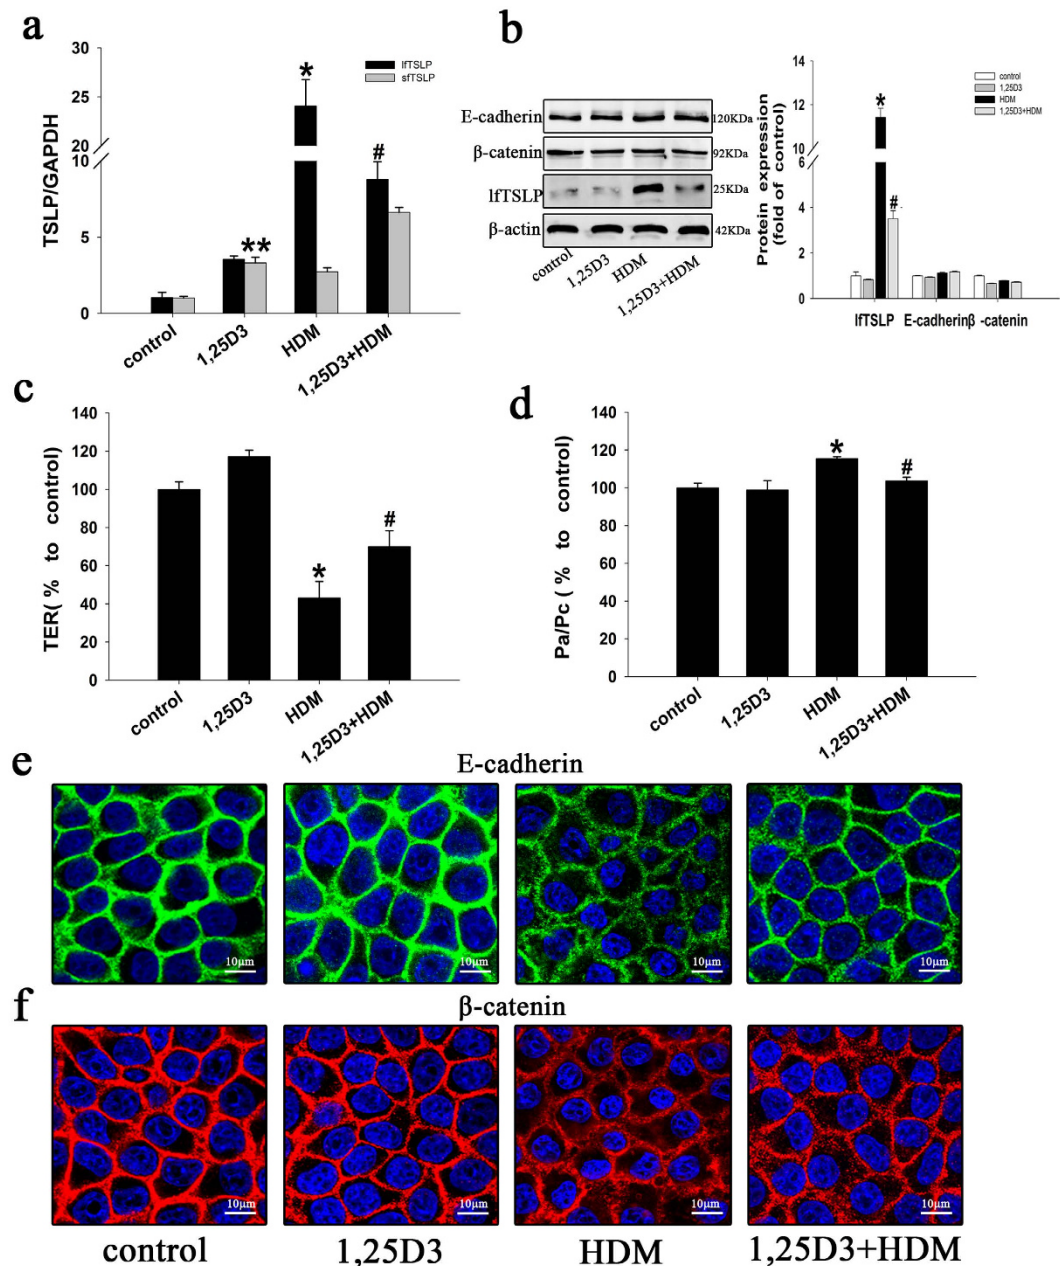 a
30
25
20
10
5
0
TSLP/GAPDH
lfTSLP
sfTSLP
**
*
#
control
1,25D3
HDM
1,25D3+HDM
b
E-cadherin
120KDa
β-catenin
92KDa
lfTSLP
25KDa
β-actin
42KDa
control
1,25D3
HDM
1,25D3+HDM
Protein expression
(fold of control)
14
12
10
6
4
2
0
control
1,25D3
HDM
1,25D3+HDM
*
#
lfTSLP
E-cadherinβ -catenin
c
140
120
100
80
60
40
20
0
TER( % to control)
*
#
control
1,25D3
HDM
1,25D3+HDM
d
140
120
100
80
60
40
20
0
Pa/Pc ( % to control)
*
#
control
1,25D3
HDM
1,25D3+HDM
e
E-cadherin
10μm
10μm
10μm
10μm
f
β-catenin
10μm
10μm
10μm
10μm
control
1,25D3
HDM
1,25D3+HDM